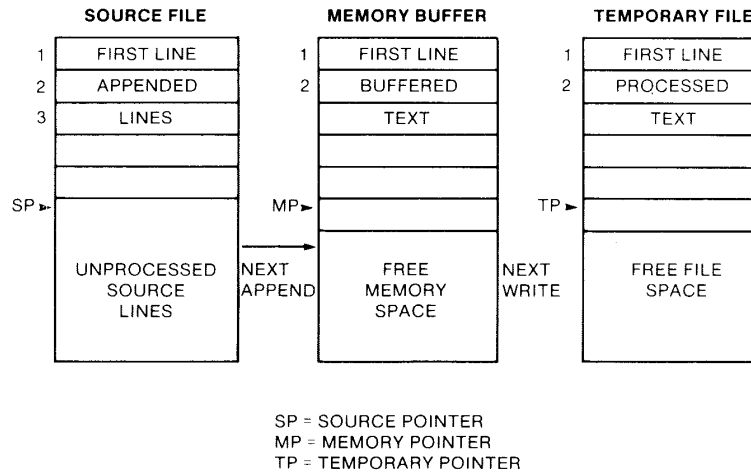 SOURCE FILE
MEMORY BUFFER
TEMPORARY FILE
1 FIRST LINE
2 APPENDED
3 LINES
SP
UNPROCESSED
SOURCE
LINES
NEXT
APPEND
1 FIRST LINE
2 BUFFERED
TEXT
MP
FREE
MEMORY
SPACE
NEXT
WRITE
1 FIRST LINE
2 PROCESSED
TEXT
TP
FREE FILE
SPACE
SP = SOURCE POINTER
MP = MEMORY POINTER
TP = TEMPORARY POINTER